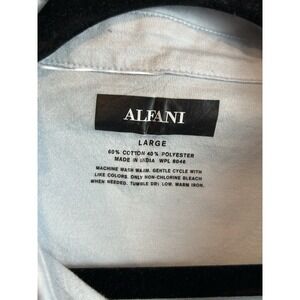 ALFANI
LARGE
60% COTTON 40% POLYESTER
MADE IN INDIA WPL 8046
MACHINE WASH WARM. GENTLE CYCLE WITH
LIKE COLORS. ONLY NON-CHLORINE BLEACH
WHEN NEEDED. TUMBLE DRY LOW. WARM IRON.